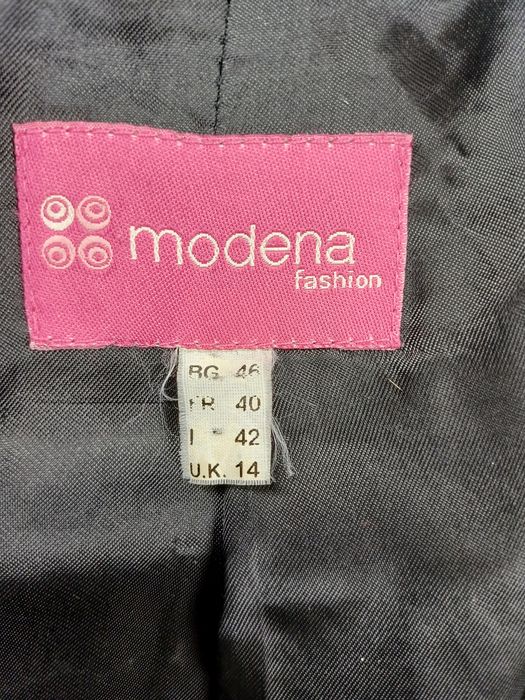 modena
fashion
BG 46
FR 40
I - 42
U.K. 14